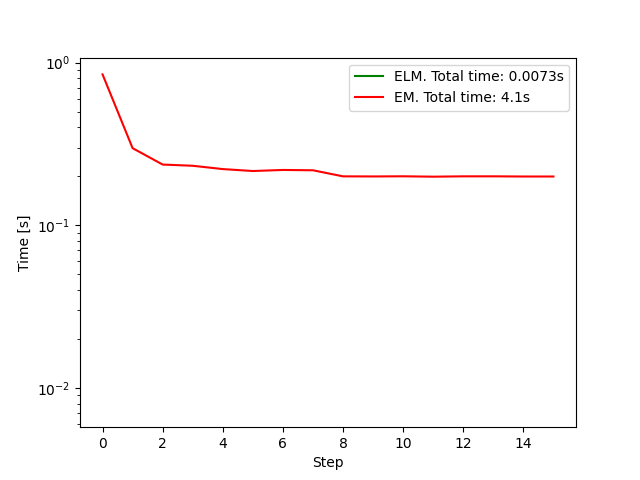 ELM. Total time: 0.0073s
EM. Total time: 4.1s
10⁰
10⁻¹
10⁻²
Time [s]
0 2 4 6 8 10 12 14
Step